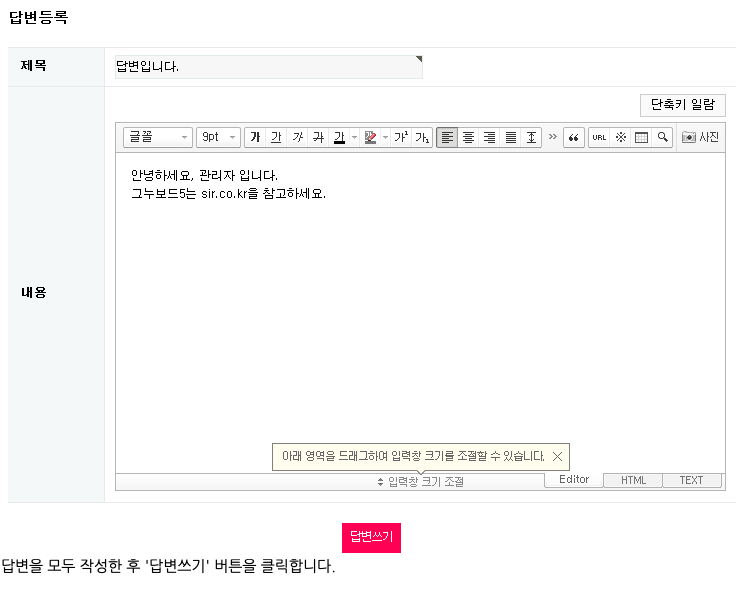 답변등록
제목
답변입니다.
단축키 일람
글꼴 9pt 가 가 가 가 가 가¹ 가₁ URL 사진
안녕하세요, 관리자 입니다.
그누보드5는 sir.co.kr을 참고하세요.
내용
아래 영역을 드래그하여 입력창 크기를 조절할 수 있습니다.
입력창 크기 조절 Editor HTML TEXT
답변쓰기
답변을 모두 작성한 후 '답변쓰기' 버튼을 클릭합니다.